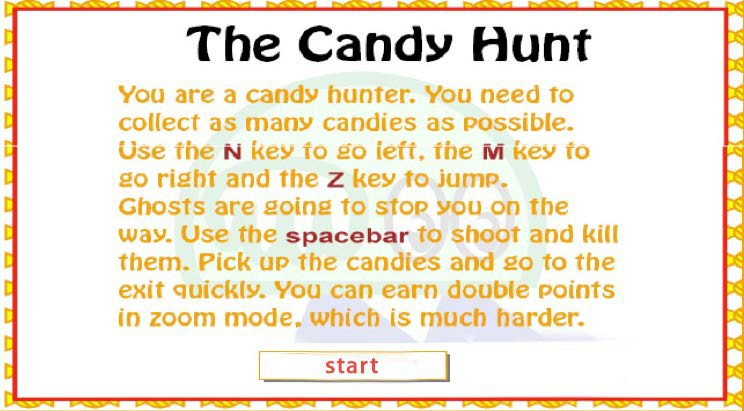 The Candy Hunt
You are a candy hunter. You need to
collect as many candies as possible.
Use the N key to go left, the M key to
go right and the Z key to jump.
Ghosts are going to stop you on the
way. Use the spacebar to shoot and kill
them. Pick up the candies and go to the
exit quickly. You can earn double points
in zoom mode, which is much harder.
start